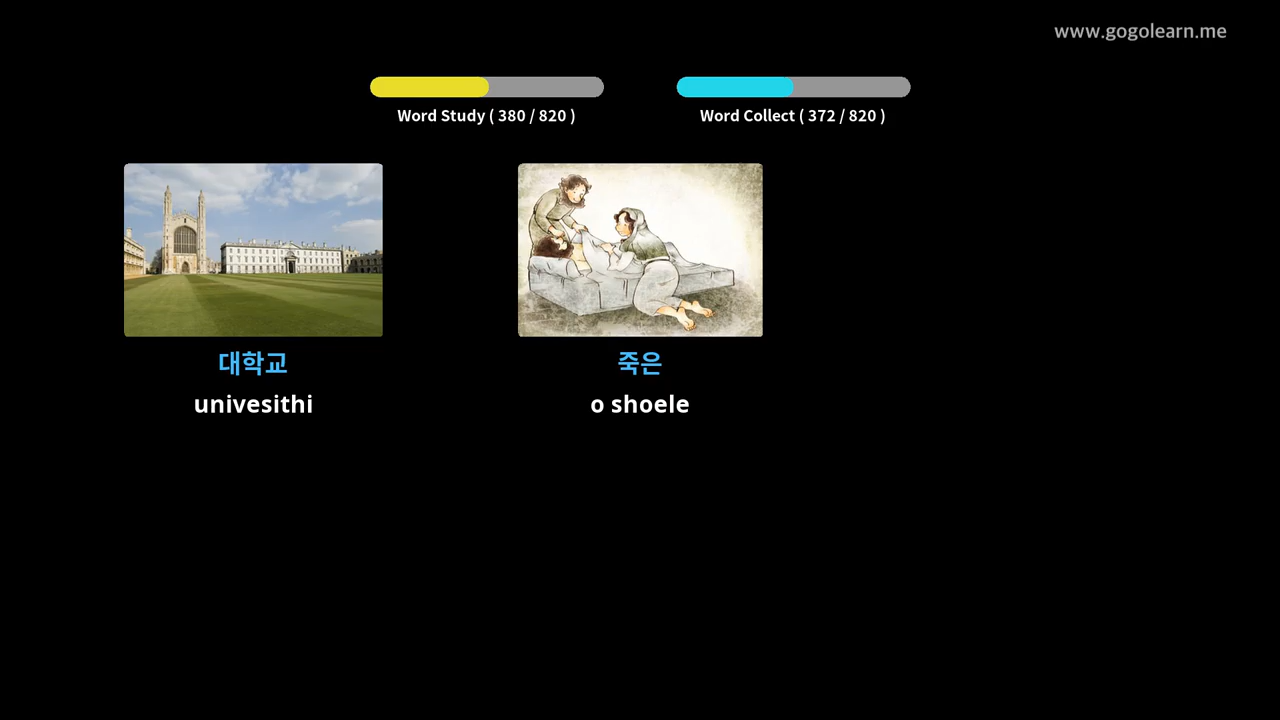 www.gogolearn.me
Word Study ( 380 / 820 )
Word Collect ( 372 / 820 )
대학교
univesithi
죽은
o shoele